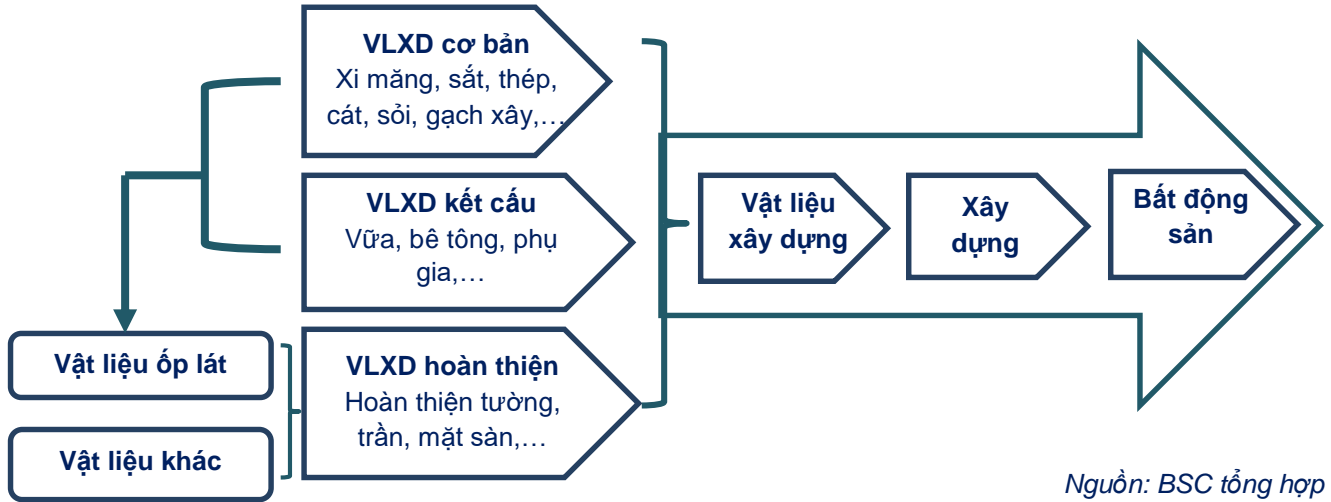 VLXD cơ bản
Xi măng, sắt, thép,
cát, sỏi, gạch xây,…
VLXD kết cấu
Vữa, bê tông, phụ
gia,…
VLXD hoàn thiện
Hoàn thiện tường,
trần, mặt sàn,…
Vật liệu ốp lát
Vật liệu khác
Vật liệu
xây dựng
Xây
dựng
Bất động
sản
Nguồn: BSC tổng hợp